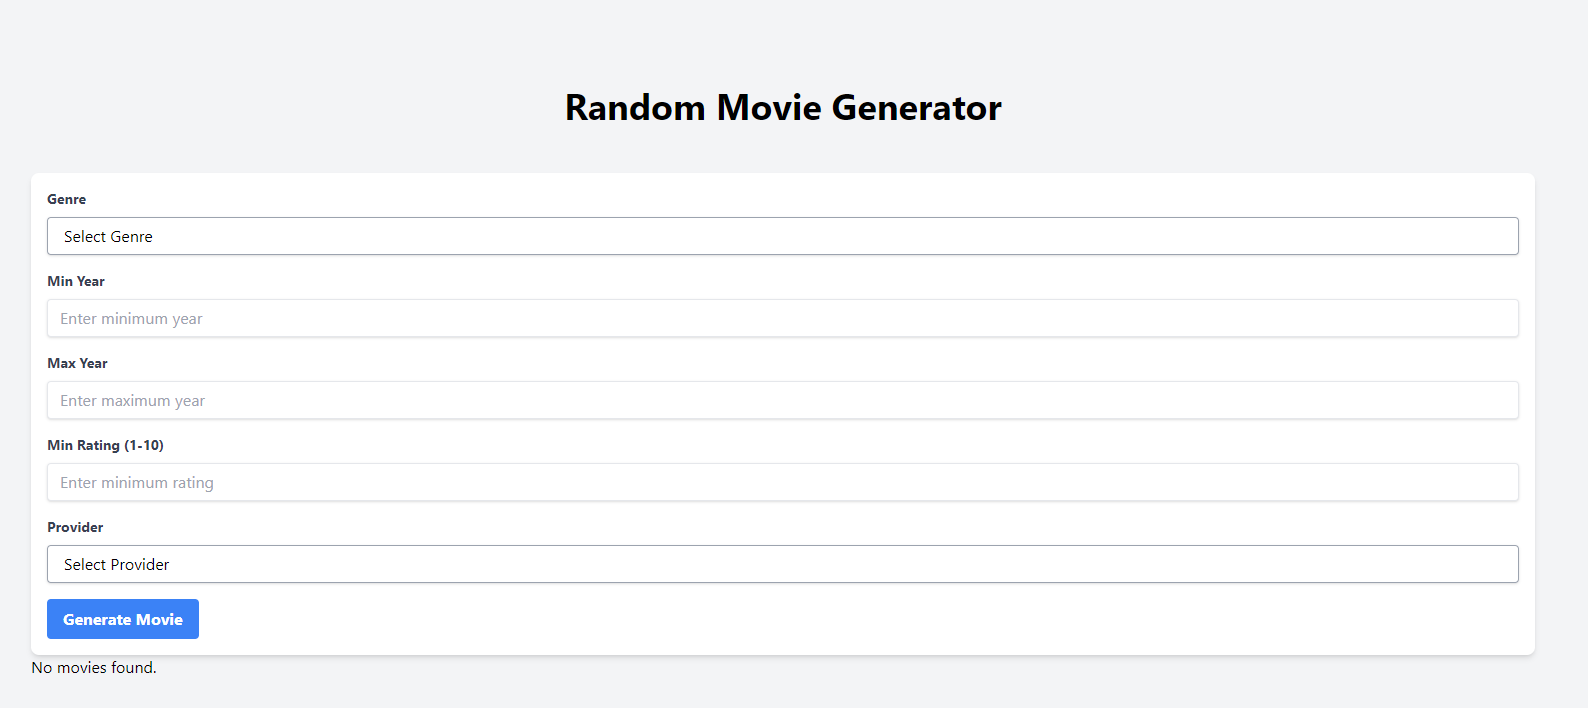 Random Movie Generator
Genre
Select Genre
Min Year
Enter minimum year
Max Year
Enter maximum year
Min Rating (1-10)
Enter minimum rating
Provider
Select Provider
Generate Movie
No movies found.